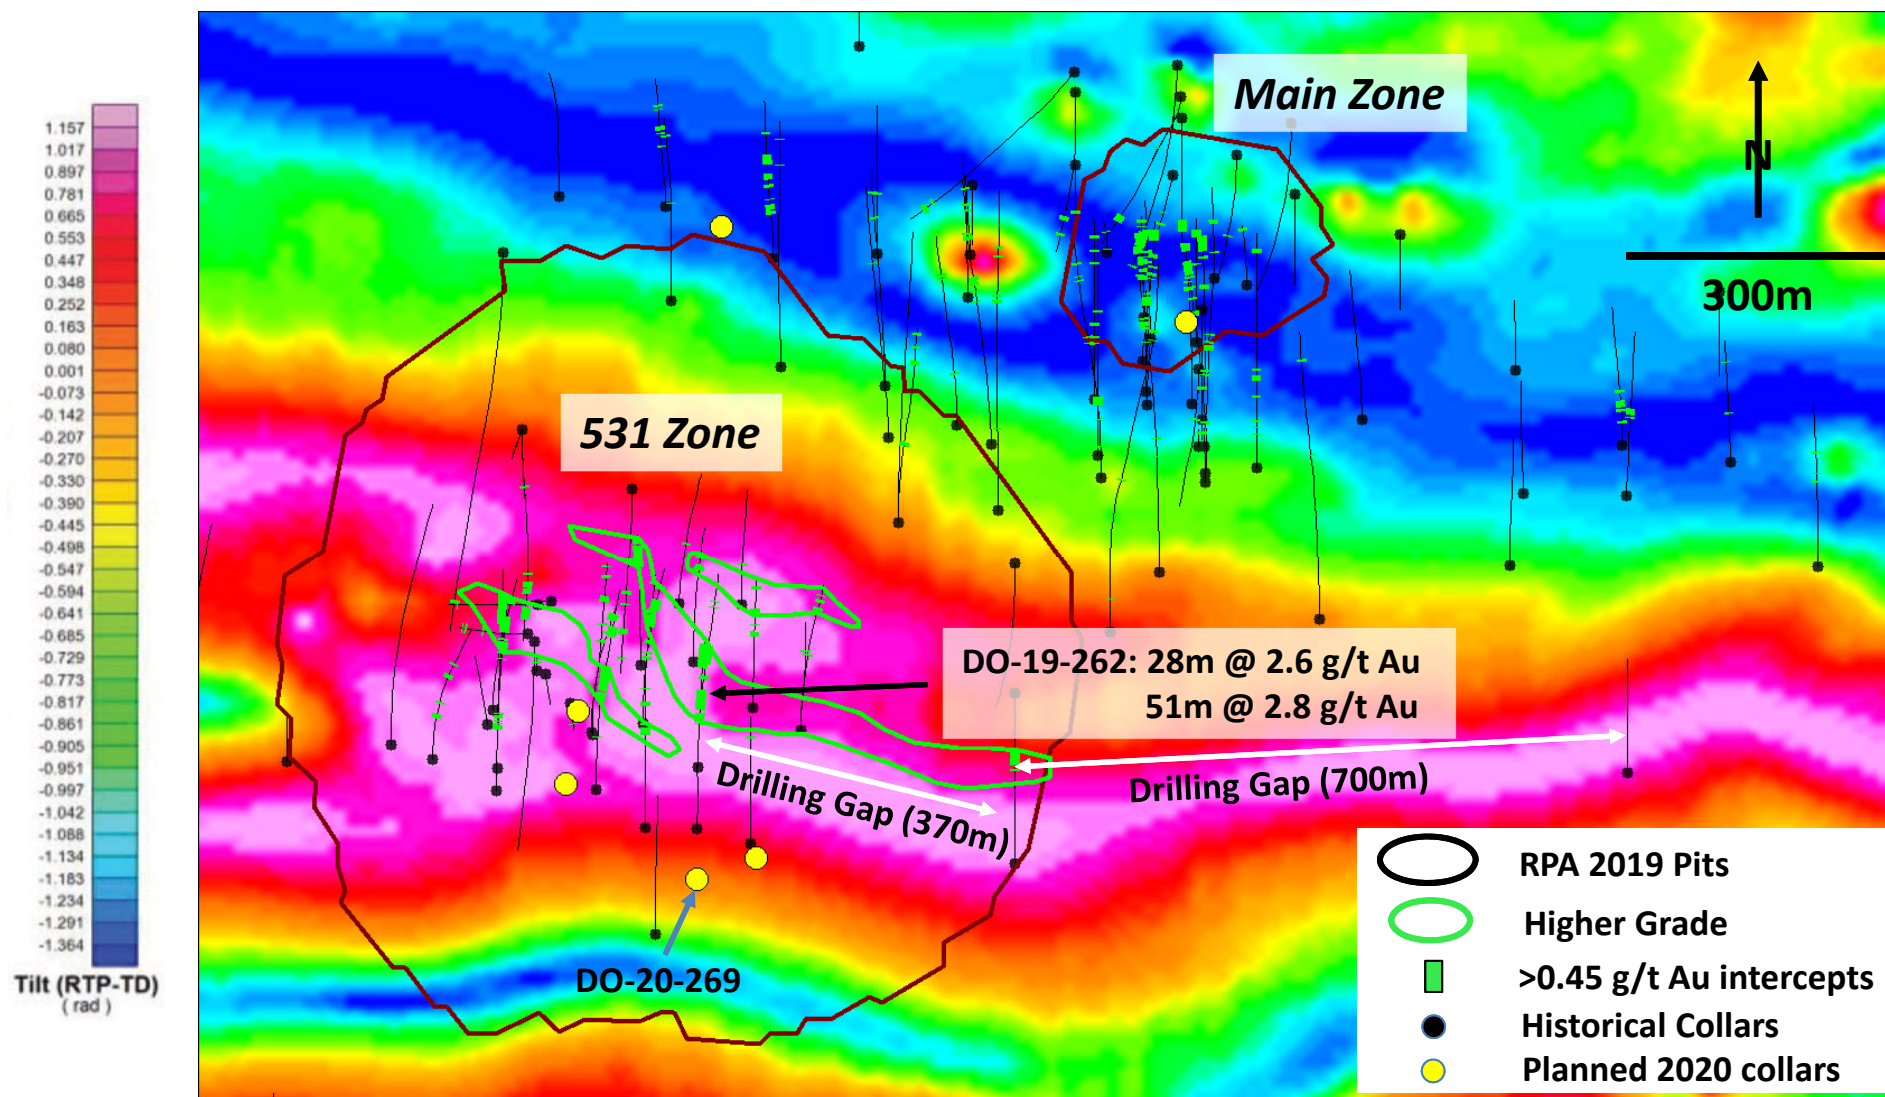 Main Zone
N
300m
531 Zone
DO-19-262: 28m @ 2.6 g/t Au
51m @ 2.8 g/t Au
Drilling Gap (370m)
Drilling Gap (700m)
DO-20-269
RPA 2019 Pits
Higher Grade
>0.45 g/t Au intercepts
Historical Collars
Planned 2020 collars
1.157
1.017
0.897
0.781
0.665
0.553
0.447
0.348
0.252
0.163
0.080
0.001
-0.073
-0.142
-0.207
-0.270
-0.330
-0.390
-0.445
-0.498
-0.547
-0.594
-0.641
-0.685
-0.729
-0.773
-0.817
-0.861
-0.905
-0.951
-0.997
-1.042
-1.088
-1.134
-1.183
-1.234
-1.291
-1.364
Tilt (RTP-TD)
( rad )